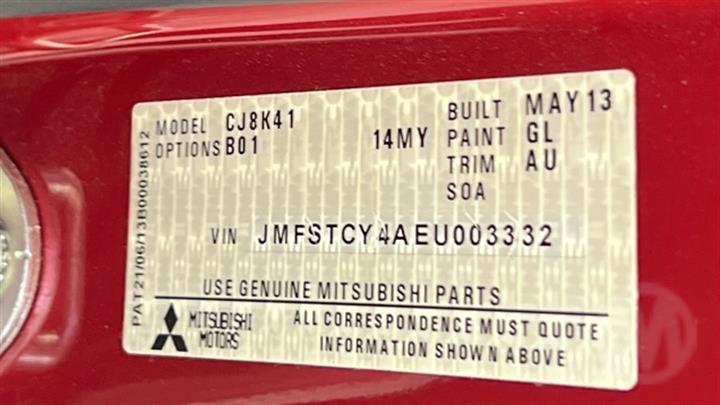 MODEL CJ8K41 BUILT MAY13
OPTIONS B01 14MY PAINT GL
TRIM AU
SOA
VIN JMFSTCY4AEU003332
USE GENUINE MITSUBISHI PARTS
MITSUBISHI MOTORS
ALL CORRESPONDENCE MUST QUOTE
INFORMATION SHOWN ABOVE
PAT21/06/13B00038612